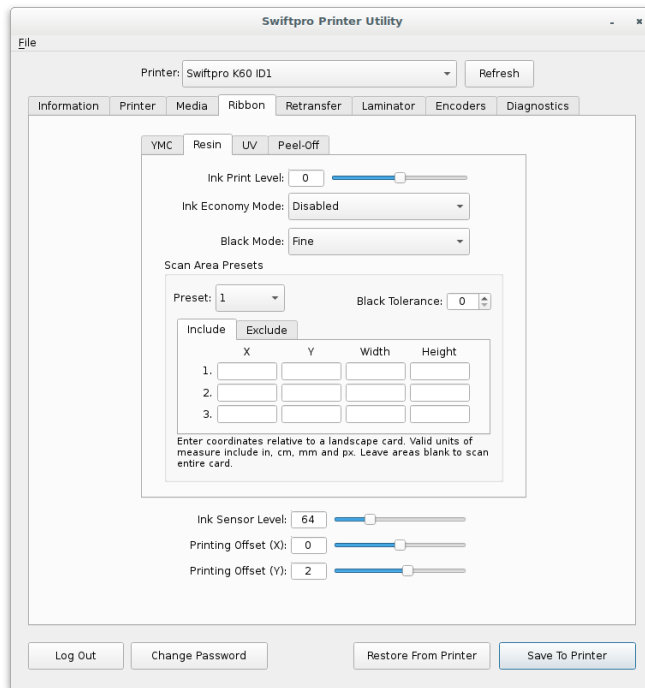 Swiftpro Printer Utility
File
Printer: Swiftpro K60 ID1 Refresh
Information Printer Media Ribbon Retransfer Laminator Encoders Diagnostics
YMC Resin UV Peel-Off
Ink Print Level: 0
Ink Economy Mode: Disabled
Black Mode: Fine
Scan Area Presets
Preset: 1 Black Tolerance: 0
Include Exclude
X Y Width Height
1.
2.
3.
Enter coordinates relative to a landscape card. Valid units of
measure include in, cm, mm and px. Leave areas blank to scan
entire card.
Ink Sensor Level: 64
Printing Offset (X): 0
Printing Offset (Y): 2
Log Out Change Password Restore From Printer Save To Printer